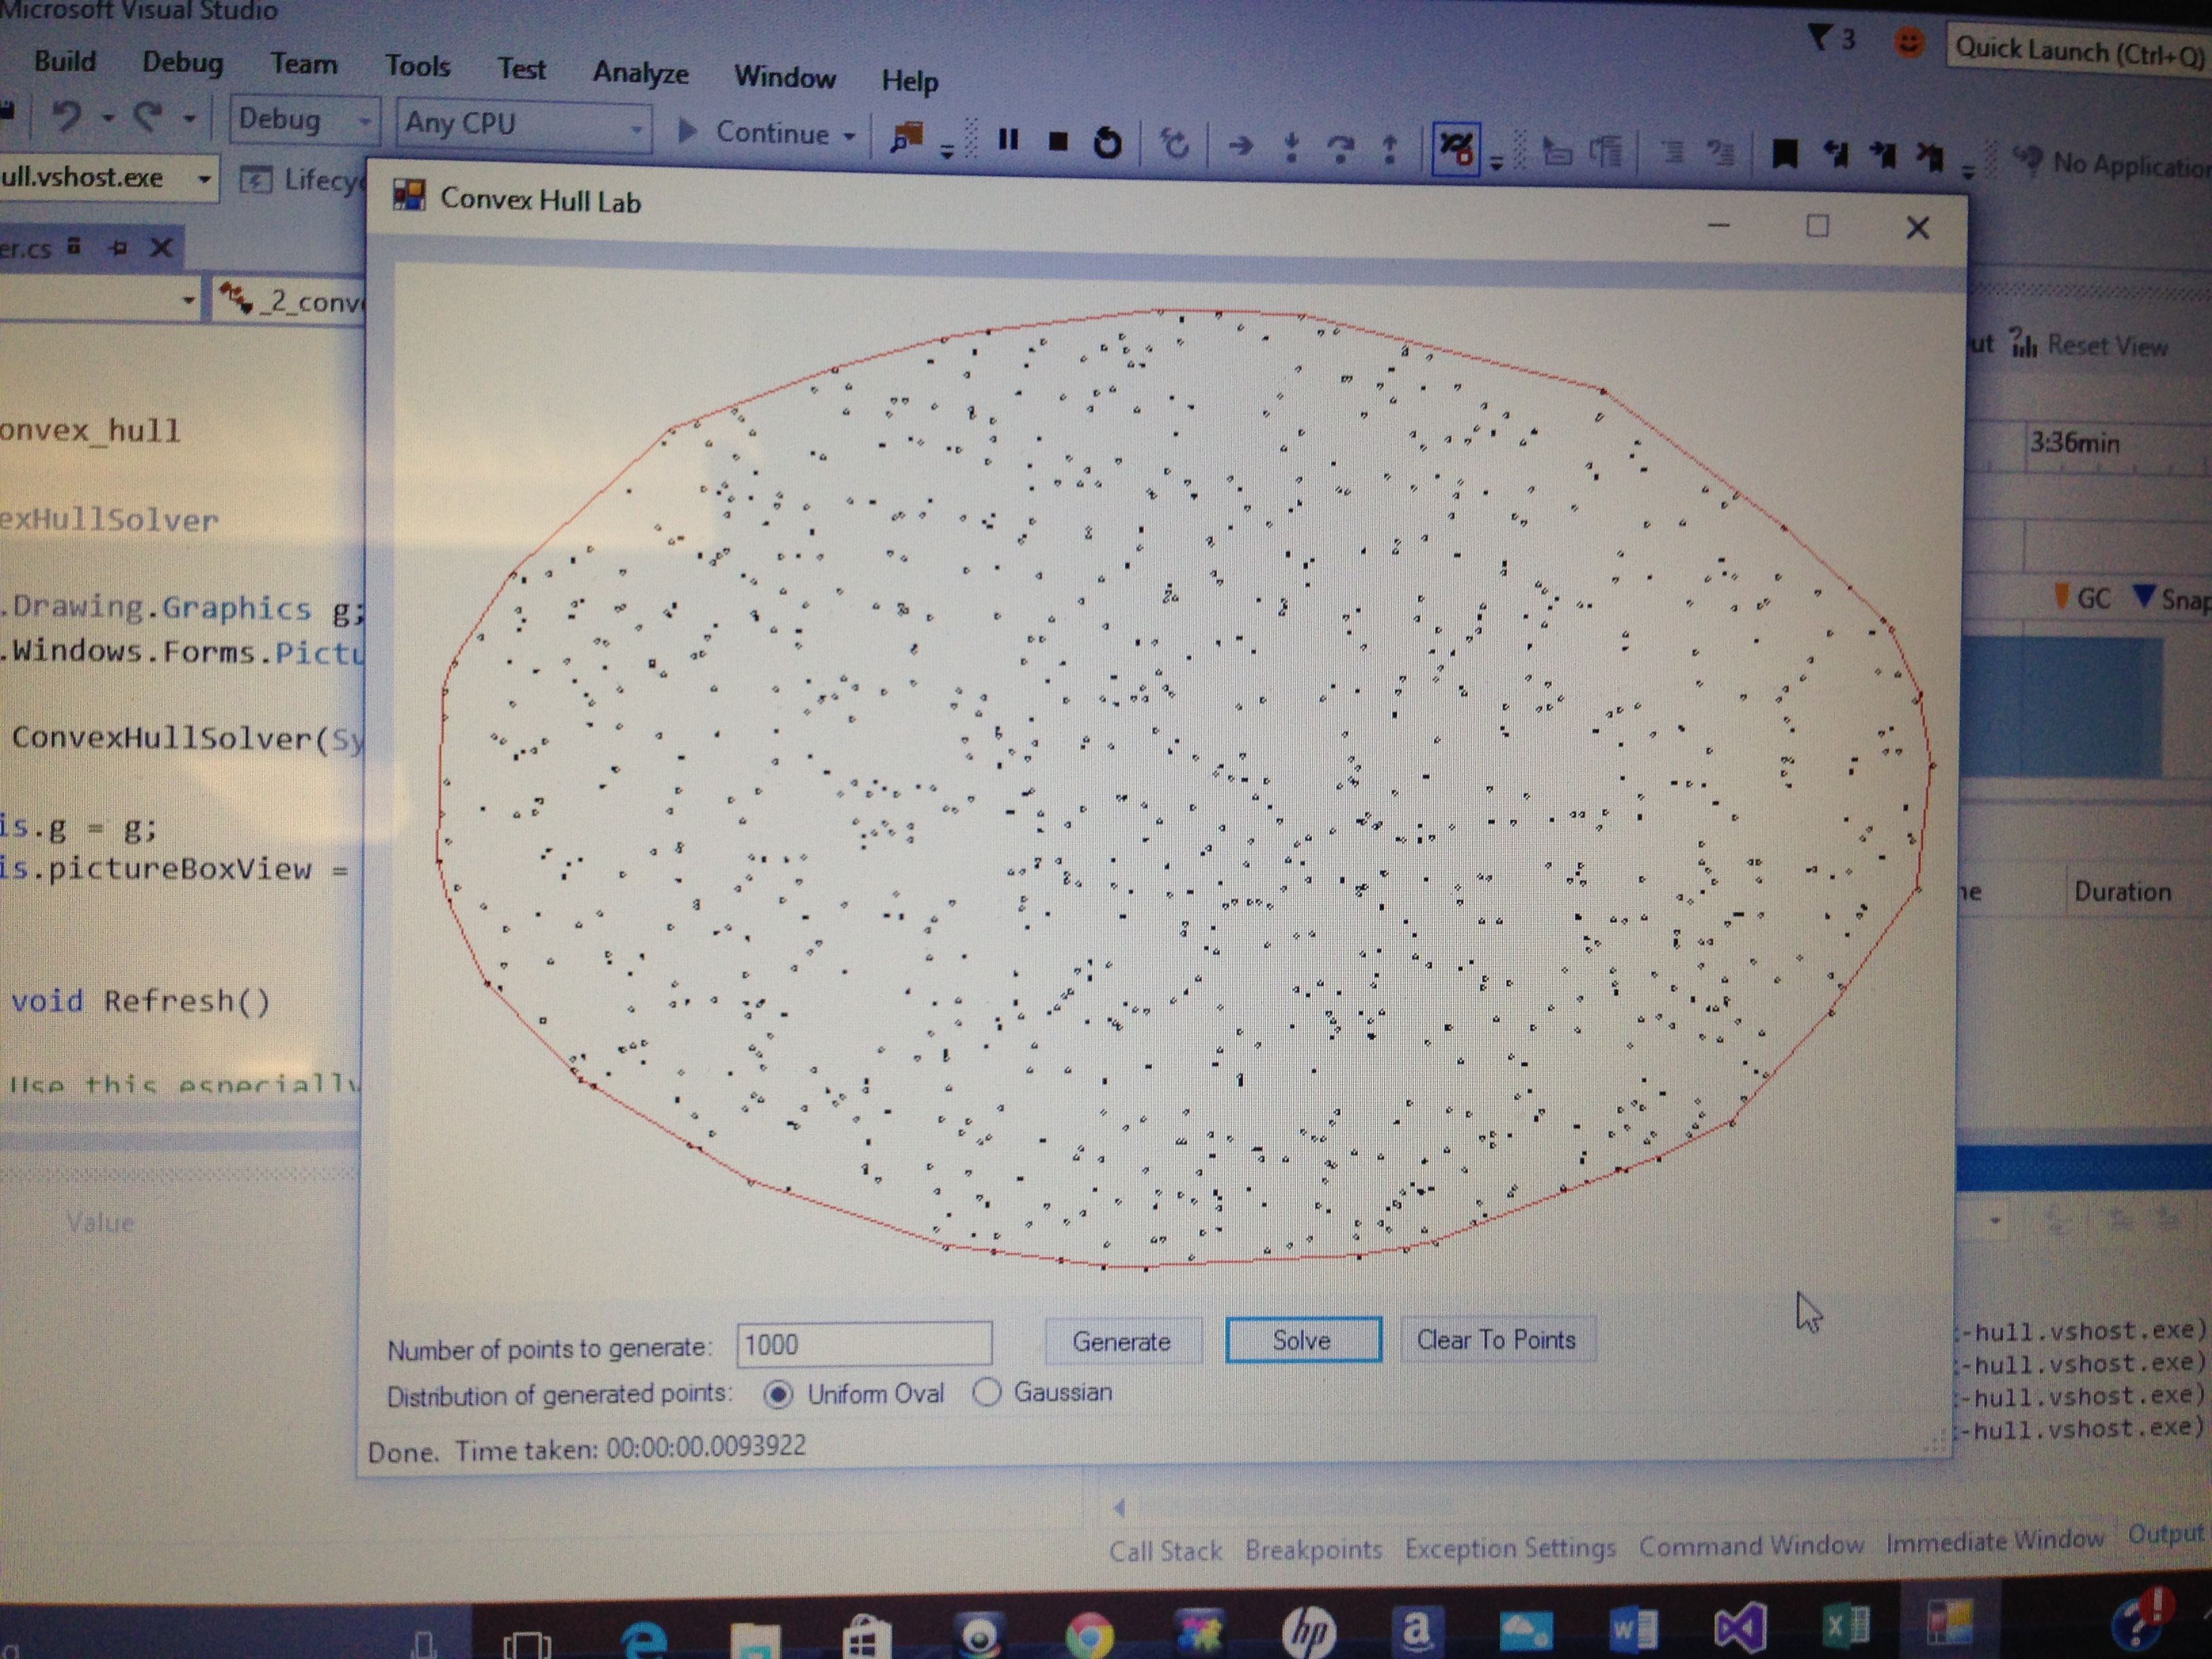 Microsoft Visual Studio
3
Quick Launch (Ctrl+Q)
Build Debug Team Tools Test Analyze Window Help
Debug Any CPU Continue
ull.vshost.exe Lifecy No Application
Convex Hull Lab
er.cs
_2_conv
ut Reset View
onvex_hull
3:36min
exHullSolver
.Drawing.Graphics g;
GC Snap
.Windows.Forms.Pictu
ConvexHullSolver(Sy
is.g = g;
is.pictureBoxView =
ne Duration
void Refresh()
Use this especially
Value
Number of points to generate: 1000 Generate Solve Clear To Points
Distribution of generated points: Uniform Oval Gaussian
Done. Time taken: 00:00:00.0093922
-hull.vshost.exe)
-hull.vshost.exe)
-hull.vshost.exe)
-hull.vshost.exe)
Call Stack Breakpoints Exception Settings Command Window Immediate Window Output
e hp a W X ?